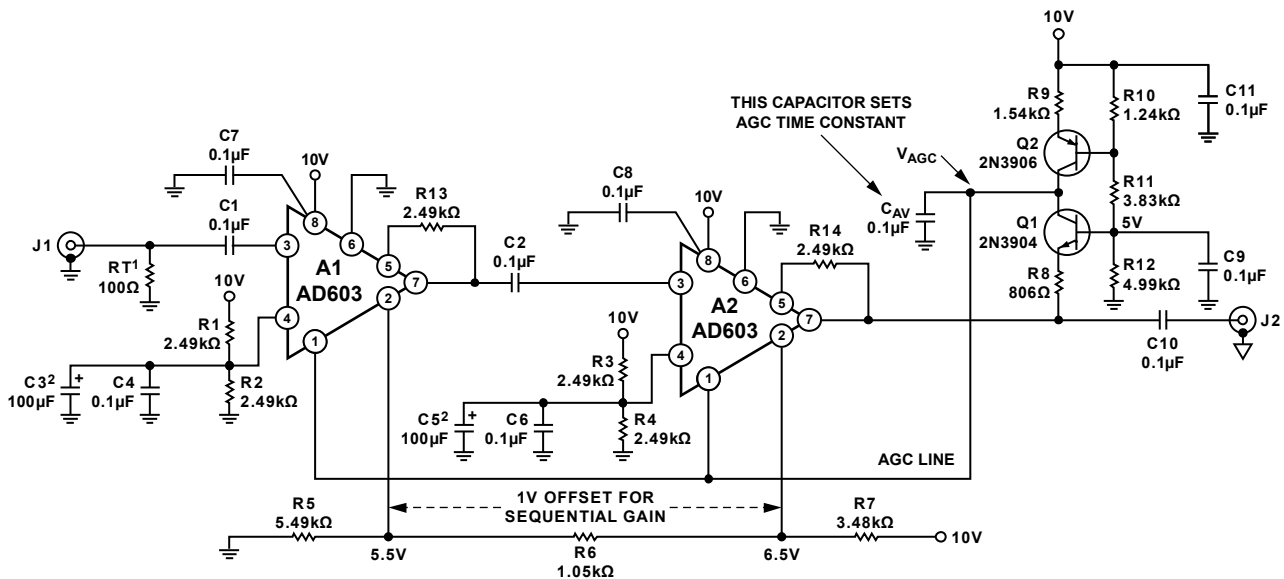 10V
R9
1.54kΩ
R10
1.24kΩ
C11
0.1µF
THIS CAPACITOR SETS
AGC TIME CONSTANT
Q2
2N3906
VAGC
R11
3.83kΩ
CAV
0.1µF
Q1
2N3904
5V
R8
806Ω
R12
4.99kΩ
C9
0.1µF
C7
0.1µF
10V
R13
2.49kΩ
C8
0.1µF
10V
R14
2.49kΩ
J1
C1
0.1µF
RT1
100Ω
3
8
6
5
A1
AD603
2
7
4
1
C2
0.1µF
3
8
6
5
A2
AD603
2
7
4
1
C10
0.1µF
J2
10V
R1
2.49kΩ
C32
+
100µF
C4
0.1µF
R2
2.49kΩ
10V
R3
2.49kΩ
C52
+
100µF
C6
0.1µF
R4
2.49kΩ
AGC LINE
R5
5.49kΩ
1V OFFSET FOR
SEQUENTIAL GAIN
R7
3.48kΩ
5.5V
R6
1.05kΩ
6.5V
10V